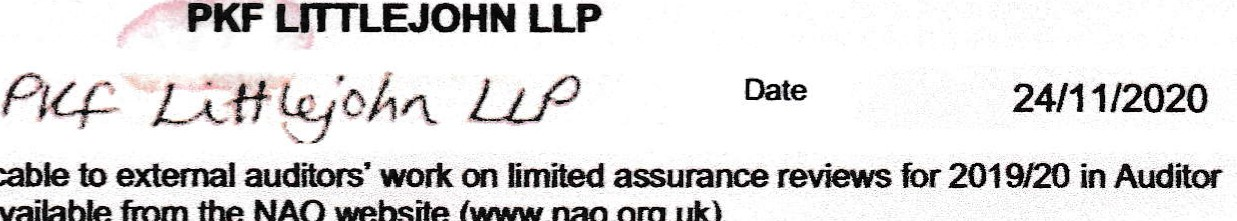 PKF LITTLEJOHN LLP
PKF Littlejohn LLP Date 24/11/2020
cable to external auditors' work on limited assurance reviews for 2019/20 in Auditor
vailable from the NAO website (www.nao.org.uk)